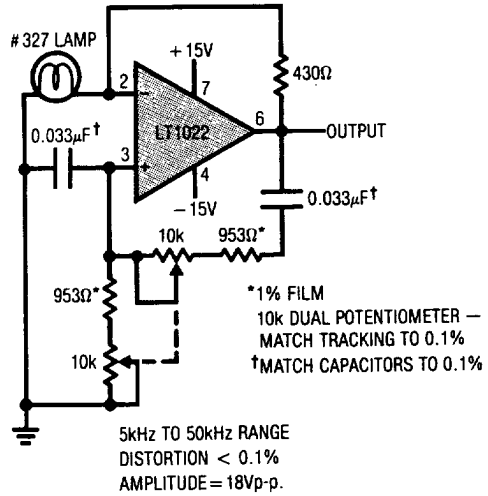 #327 LAMP
+15V
430Ω
2
−
7
6
LT1022
OUTPUT
0.033µF†
3
+
4
−15V
0.033µF†
10k
953Ω*
953Ω*
10k
*1% FILM
10k DUAL POTENTIOMETER —
MATCH TRACKING TO 0.1%
†MATCH CAPACITORS TO 0.1%
5kHz TO 50kHz RANGE
DISTORTION < 0.1%
AMPLITUDE = 18Vp-p.